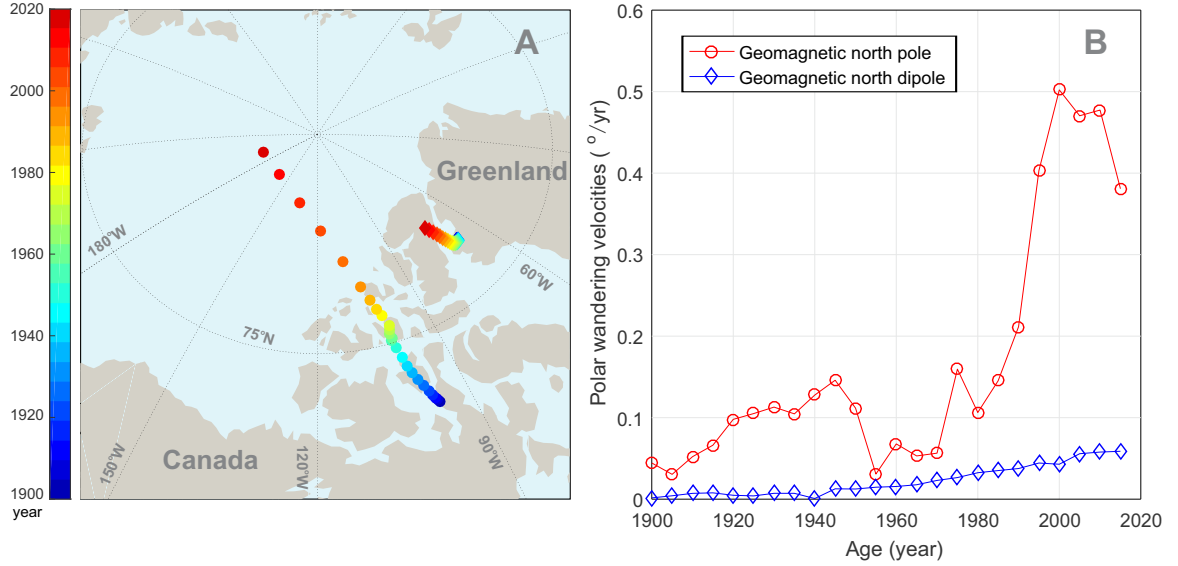 2020
2000
1980
1960
1940
1920
1900
year
A
Greenland
180°W
60°W
75°N
Canada
150°W
120°W
90°W
B
Geomagnetic north pole
Geomagnetic north dipole
Polar wandering velocities ( °/yr)
0.6
0.5
0.4
0.3
0.2
0.1
0
1900
1920
1940
1960
1980
2000
2020
Age (year)